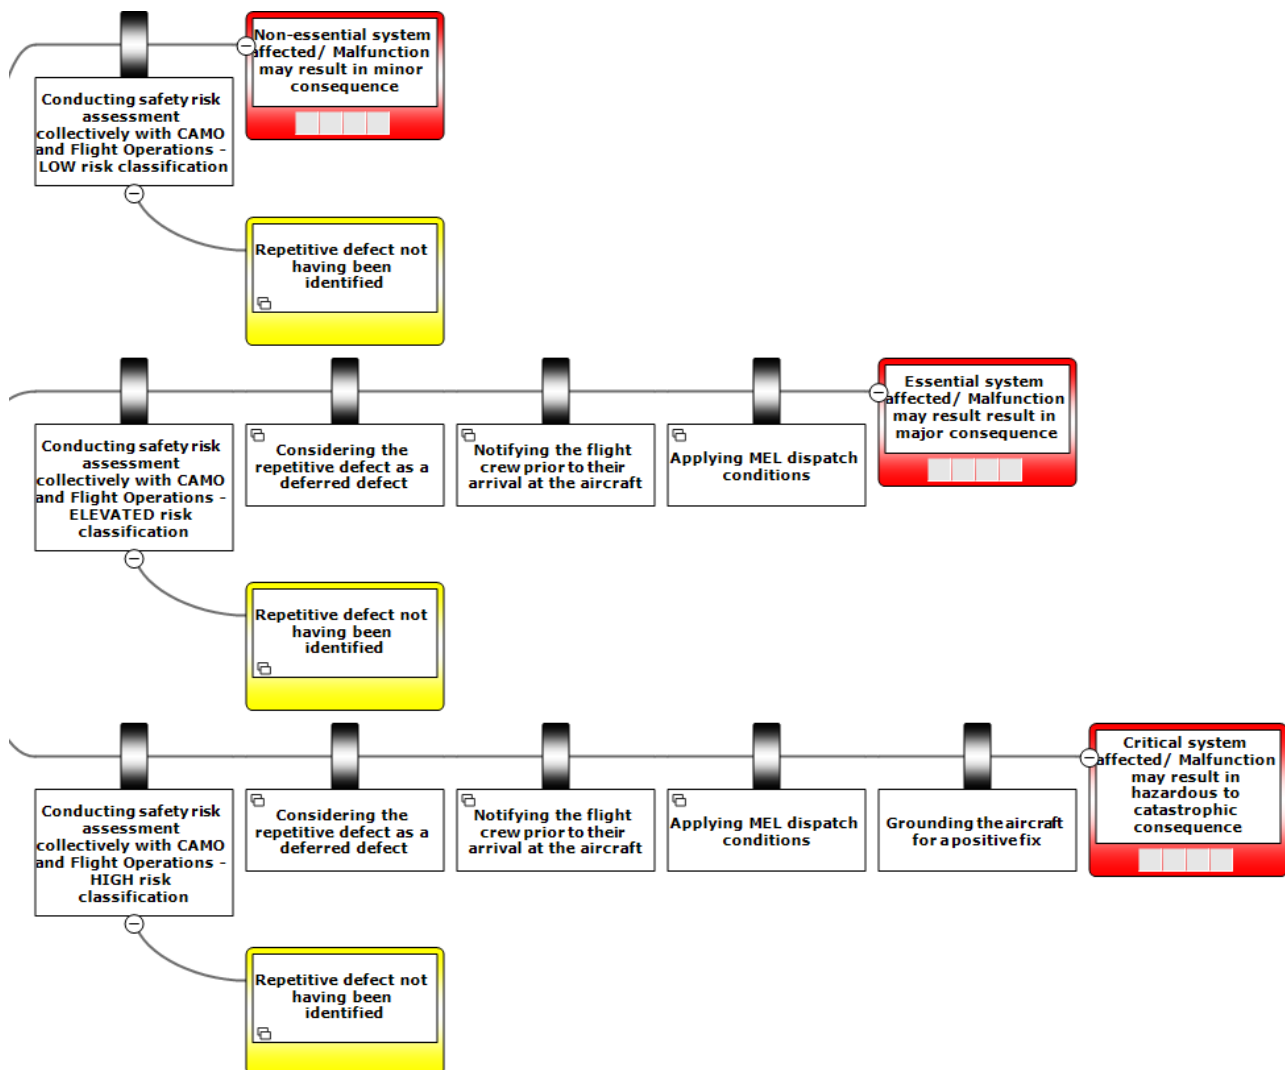 Non-essential system
affected/ Malfunction
may result in minor
consequence
Conducting safety risk
assessment
collectively with CAMO
and Flight Operations -
LOW risk classification
Repetitive defect not
having been
identified
Conducting safety risk
assessment
collectively with CAMO
and Flight Operations -
ELEVATED risk
classification
Considering the
repetitive defect as a
deferred defect
Notifying the flight
crew prior to their
arrival at the aircraft
Applying MEL dispatch
conditions
Essential system
affected/ Malfunction
may result result in
major consequence
Repetitive defect not
having been
identified
Conducting safety risk
assessment
collectively with CAMO
and Flight Operations -
HIGH risk
classification
Considering the
repetitive defect as a
deferred defect
Notifying the flight
crew prior to their
arrival at the aircraft
Applying MEL dispatch
conditions
Grounding the aircraft
for a positive fix
Critical system
affected/ Malfunction
may result in
hazardous to
catastrophic
consequence
Repetitive defect not
having been
identified